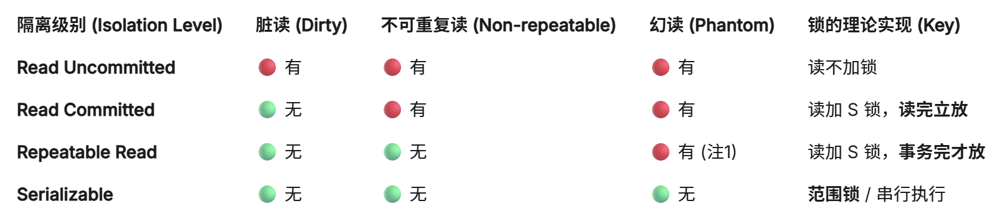 隔离级别 (Isolation Level) 脏读 (Dirty) 不可重复读 (Non-repeatable) 幻读 (Phantom) 锁的理论实现 (Key)
Read Uncommitted 有 有 有 读不加锁
Read Committed 无 有 有 读加 S 锁，读完立放
Repeatable Read 无 无 有 (注1) 读加 S 锁，事务完才放
Serializable 无 无 无 范围锁 / 串行执行